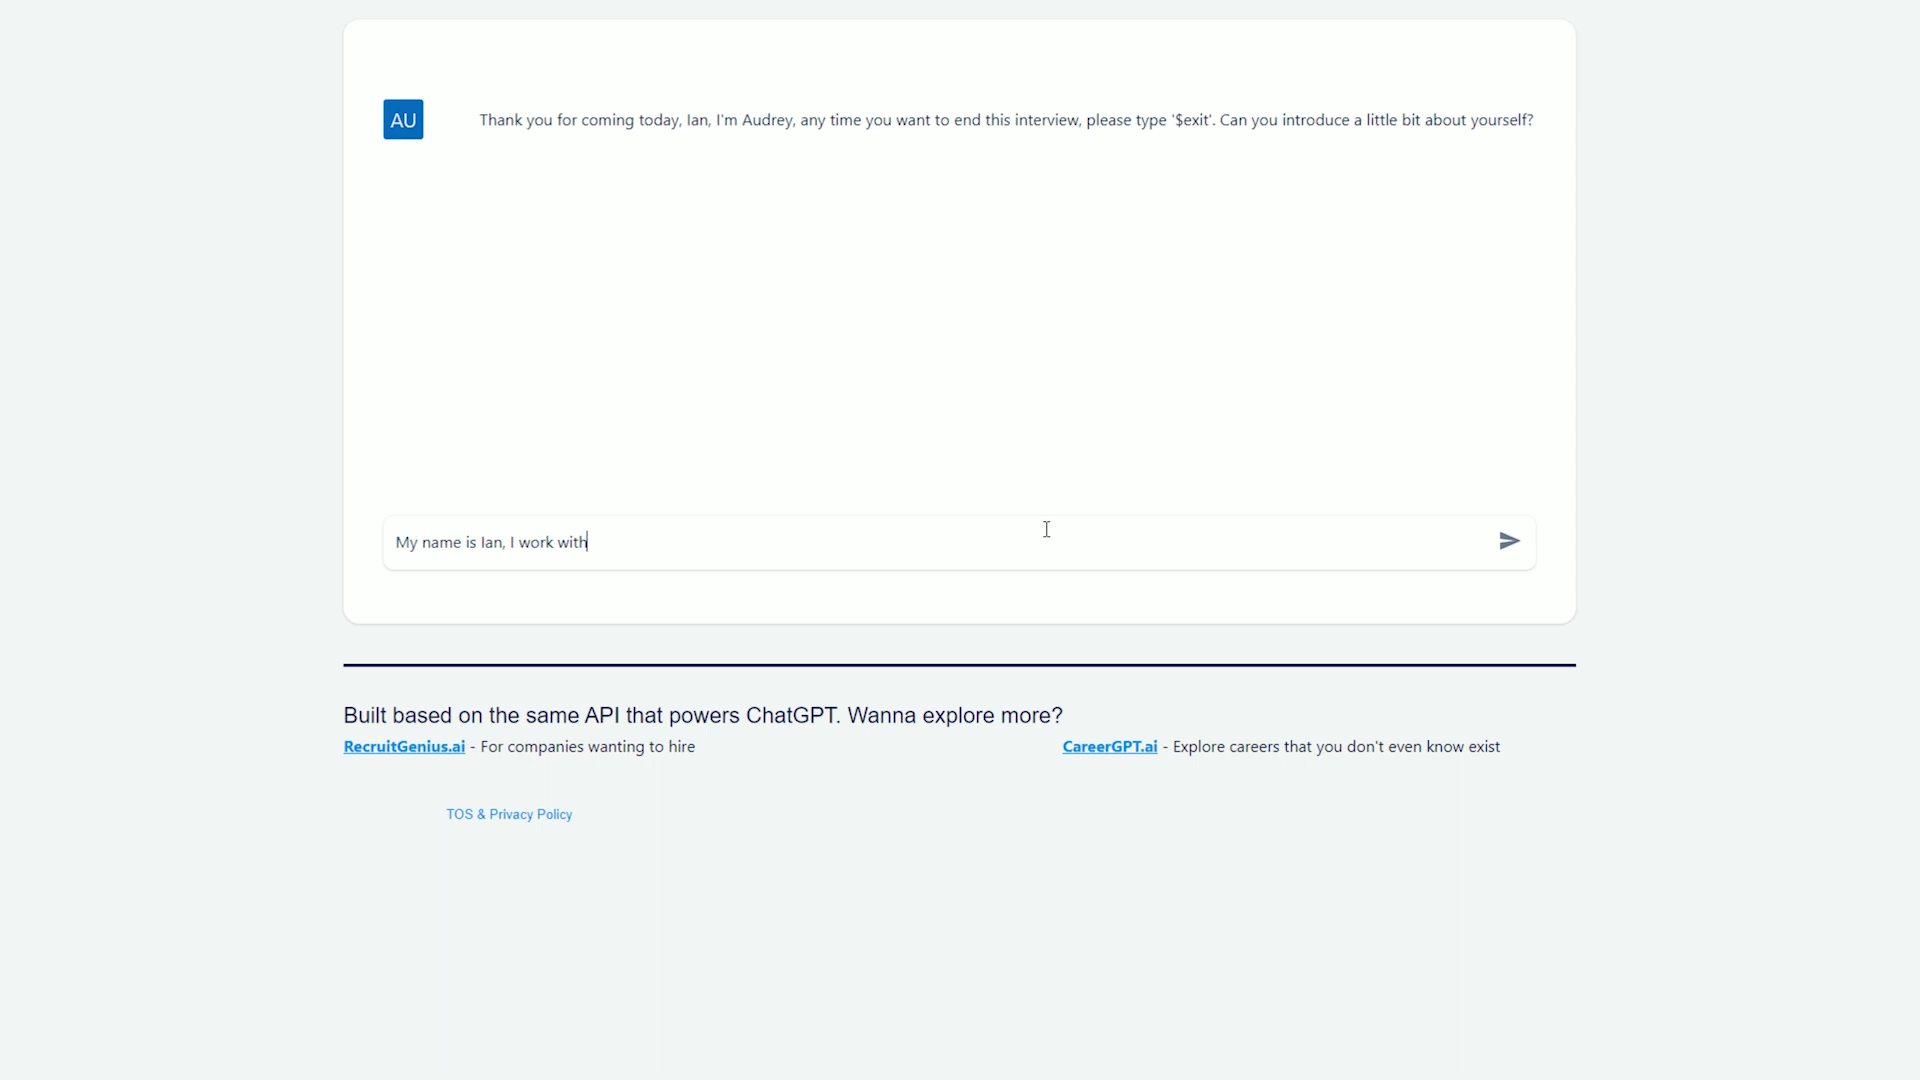 AU
Thank you for coming today, Ian, I'm Audrey, any time you want to end this interview, please type '$exit'. Can you introduce a little bit about yourself?
My name is Ian, I work with
Built based on the same API that powers ChatGPT. Wanna explore more?
RecruitGenius.ai - For companies wanting to hire
CareerGPT.ai - Explore careers that you don't even know exist
TOS & Privacy Policy